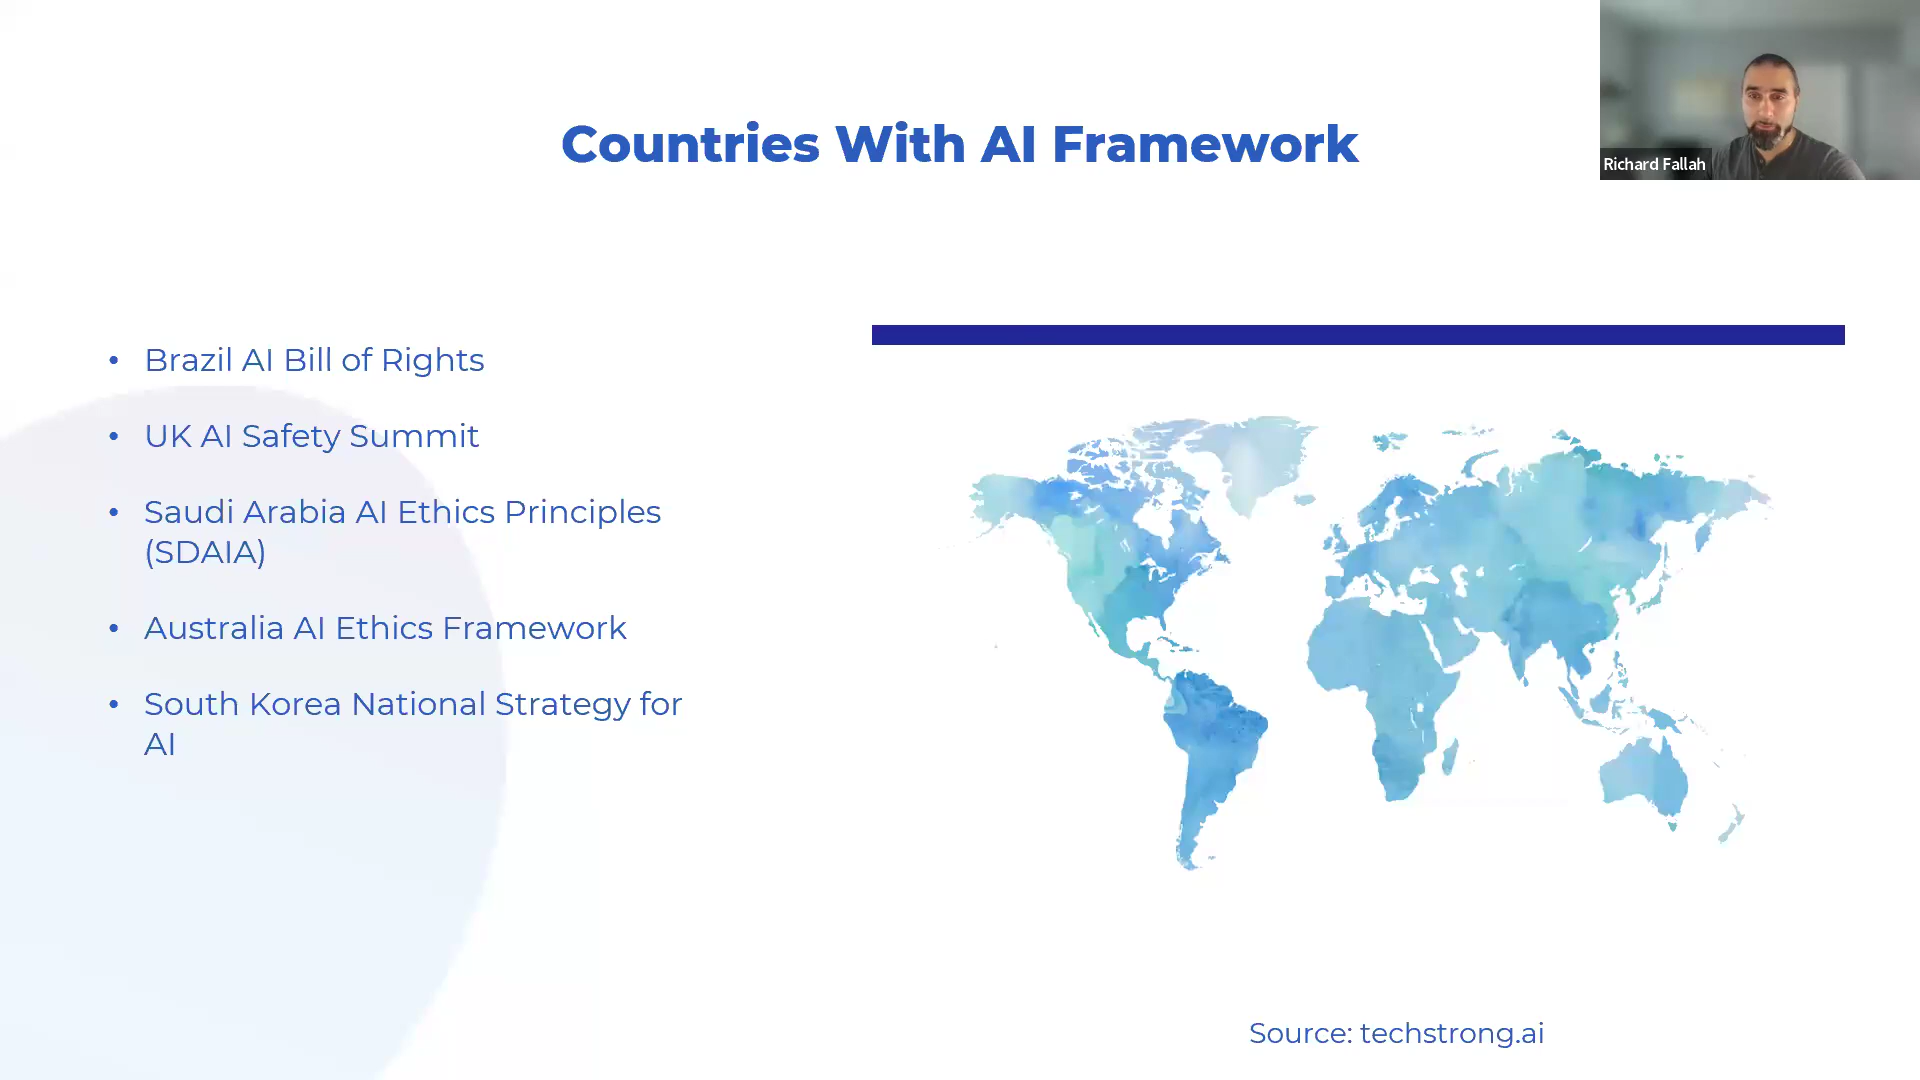 Countries With AI Framework
Richard Fallah
• Brazil AI Bill of Rights
• UK AI Safety Summit
• Saudi Arabia AI Ethics Principles
(SDAIA)
• Australia AI Ethics Framework
• South Korea National Strategy for
AI
Source: techstrong.ai